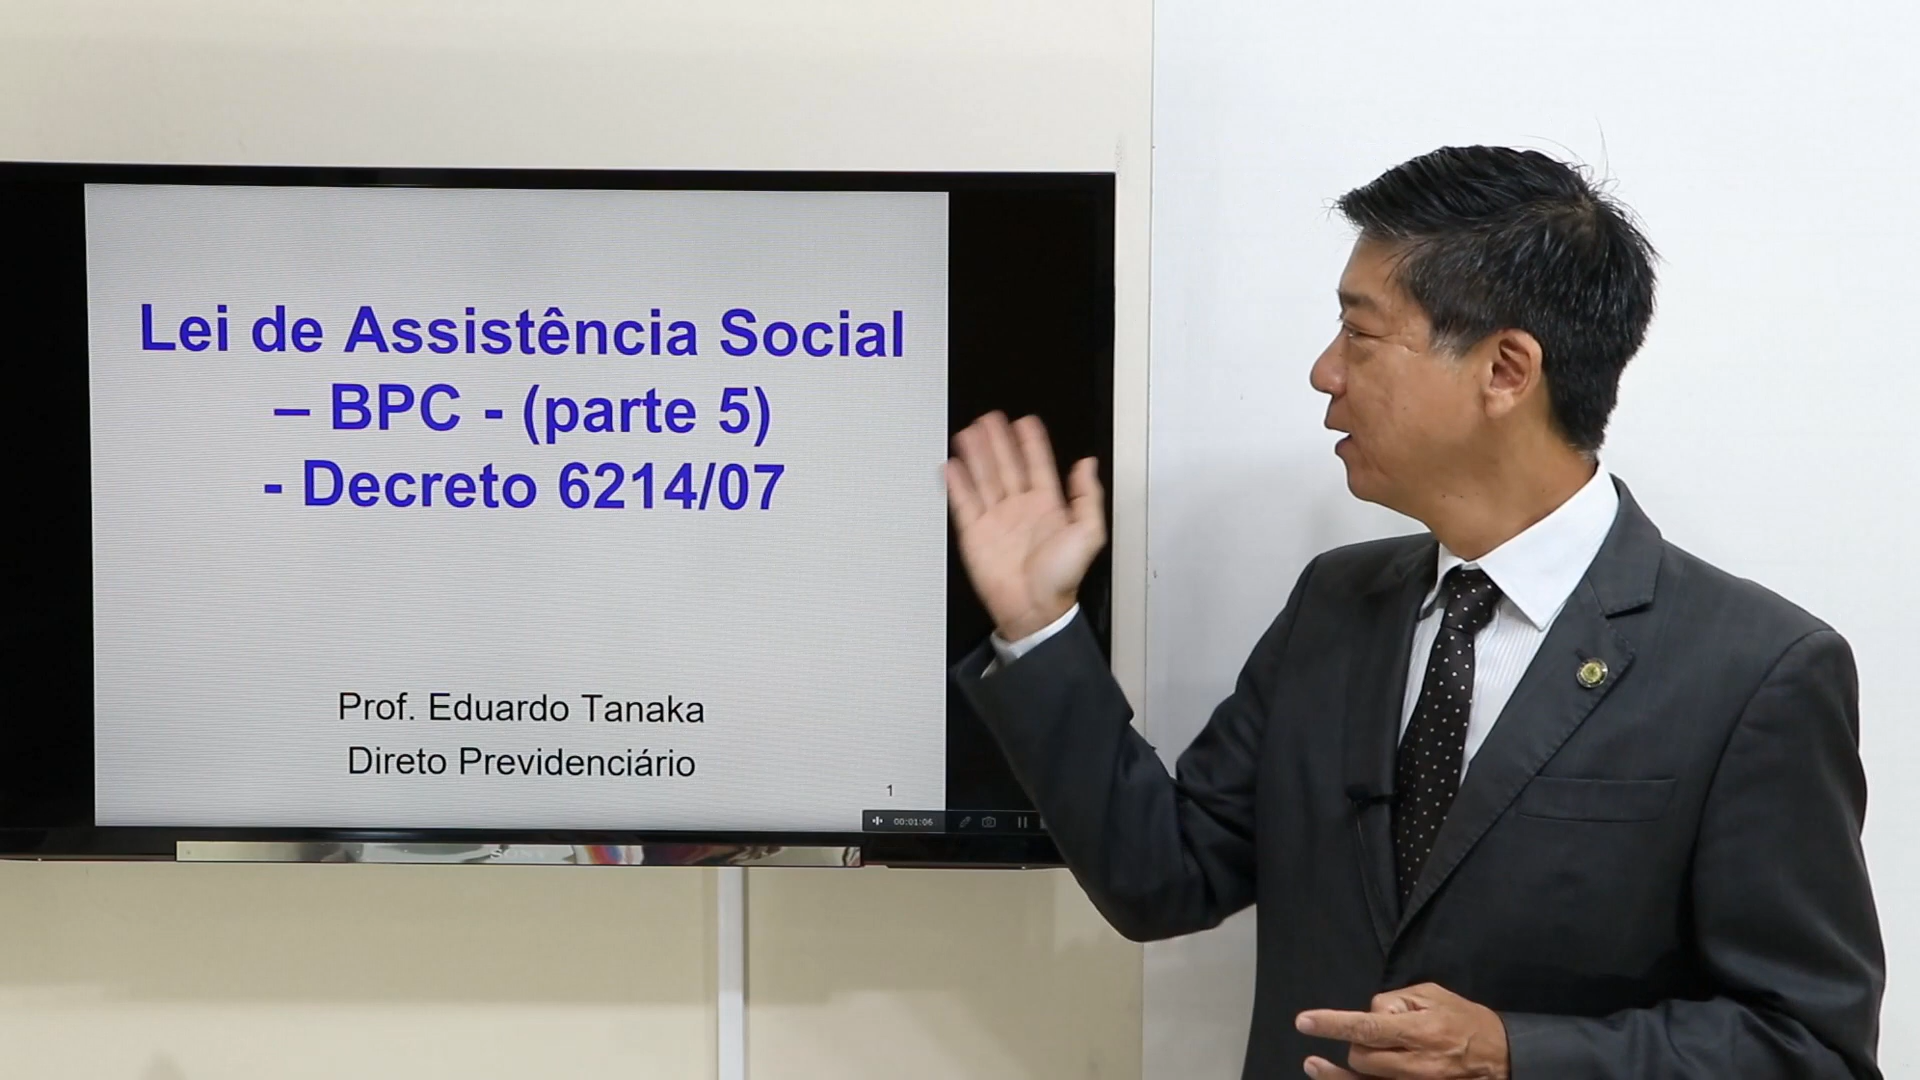 Lei de Assistência Social
– BPC - (parte 5)
- Decreto 6214/07
Prof. Eduardo Tanaka
Direto Previdenciário
1
00:01:06
SONY